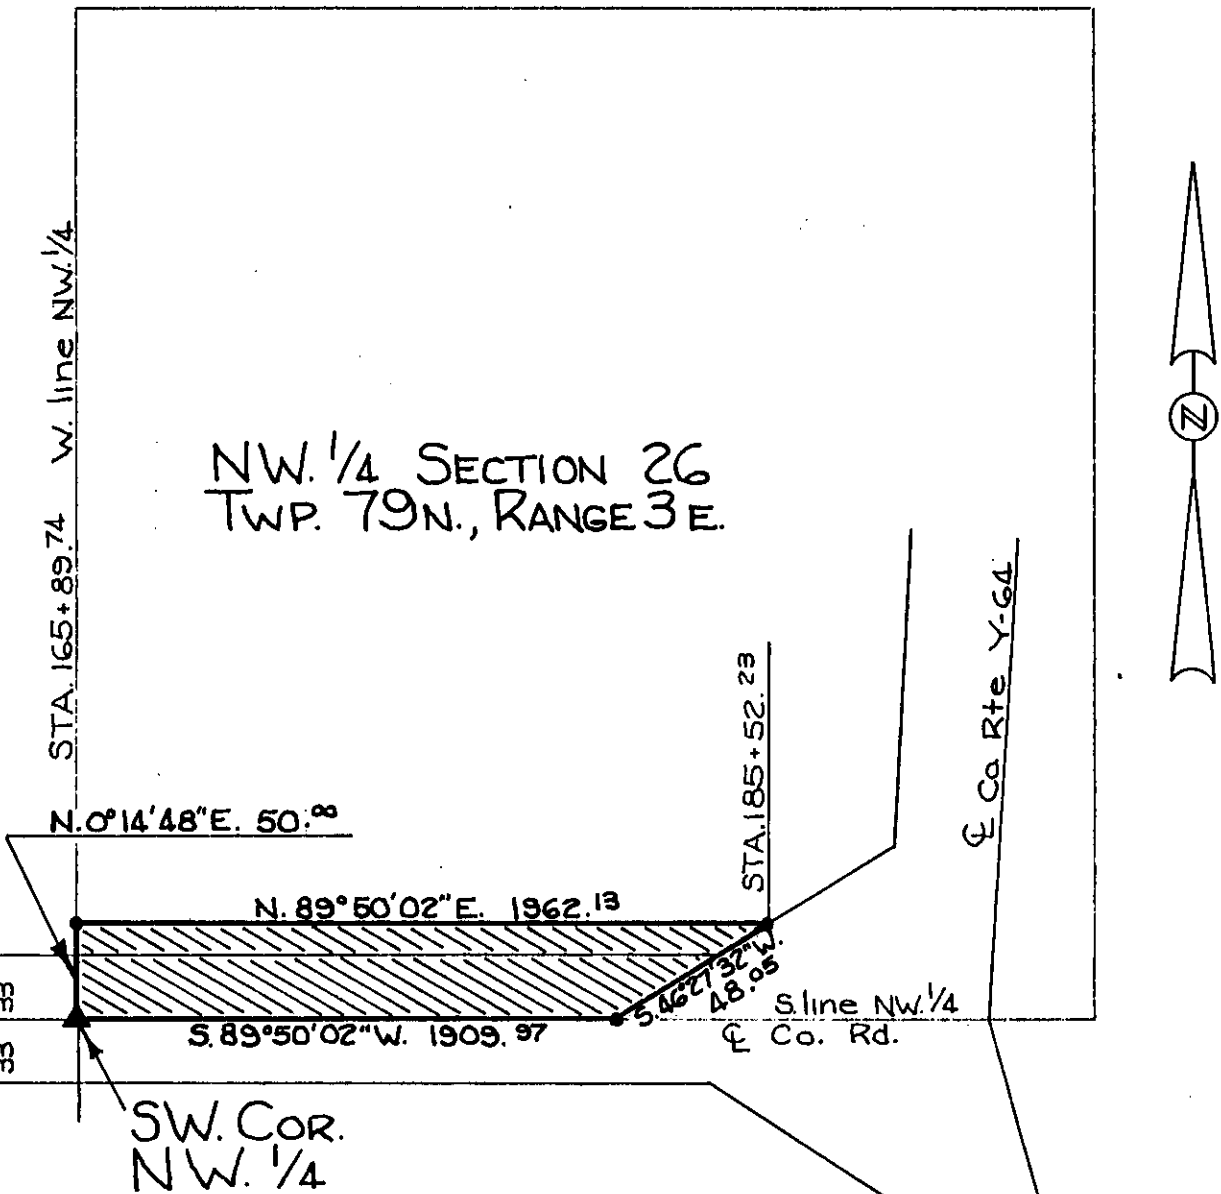 STA. 165+89.74 W. line NW. 1/4
NW. 1/4 SECTION 26
TWP. 79N., RANGE 3 E.
Z
℄ Co Rte Y-64
STA. 185+52.23
N. 0°14'48"E. 50.00
N. 89°50'02"E. 1962.13
S. 46°27'32"W.
48.05
33
33
S. 89°50'02"W. 1909.97
S. line NW. 1/4
℄ Co. Rd.
SW. COR.
NW. 1/4